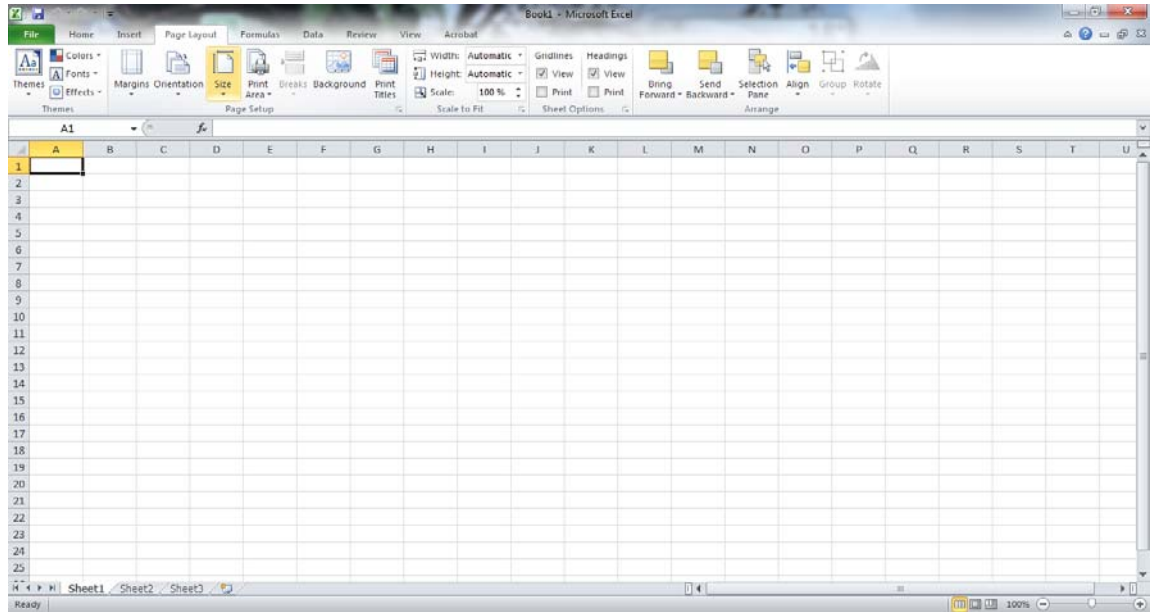 Book1 - Microsoft Excel
File Home Insert Page Layout Formulas Data Review View Acrobat
Colors Width: Automatic Gridlines Headings
Aa A Fonts Height: Automatic View View
Themes Effects Margins Orientation Size Print Area Breaks Background Print Titles Scale: 100 % Print Print Bring Forward Send Backward Selection Pane Align Group Rotate
Themes Page Setup Scale to Fit Sheet Options Arrange
A1 fx
A B C D E F G H I J K L M N O P Q R S T U
1
2
3
4
5
6
7
8
9
10
11
12
13
14
15
16
17
18
19
20
21
22
23
24
25
Sheet1 Sheet2 Sheet3
Ready 100%